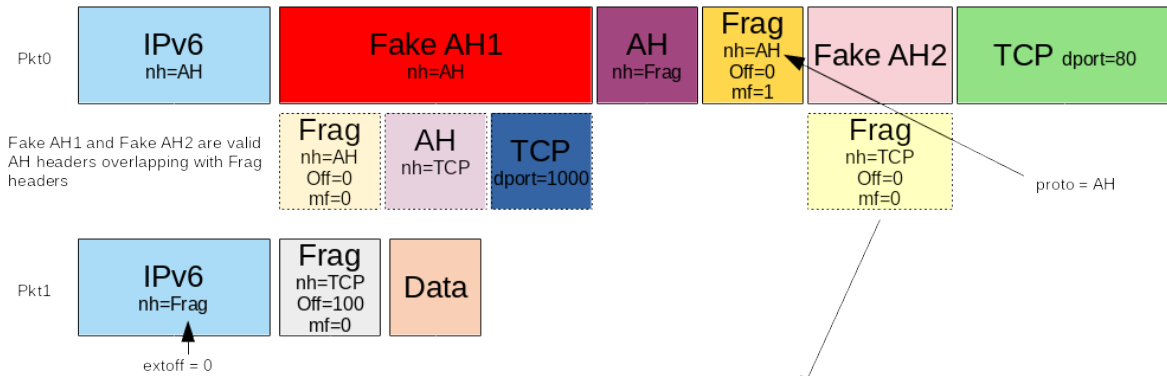 Pkt0
IPv6
nh=AH
Fake AH1
nh=AH
AH
nh=Frag
Frag
nh=AH
Off=0
mf=1
Fake AH2
TCP dport=80
Fake AH1 and Fake AH2 are valid
AH headers overlapping with Frag
headers
Frag
nh=AH
Off=0
mf=0
AH
nh=TCP
TCP
dport=1000
Frag
nh=TCP
Off=0
mf=0
proto = AH
Pkt1
IPv6
nh=Frag
Frag
nh=TCP
Off=100
mf=0
Data
extoff = 0